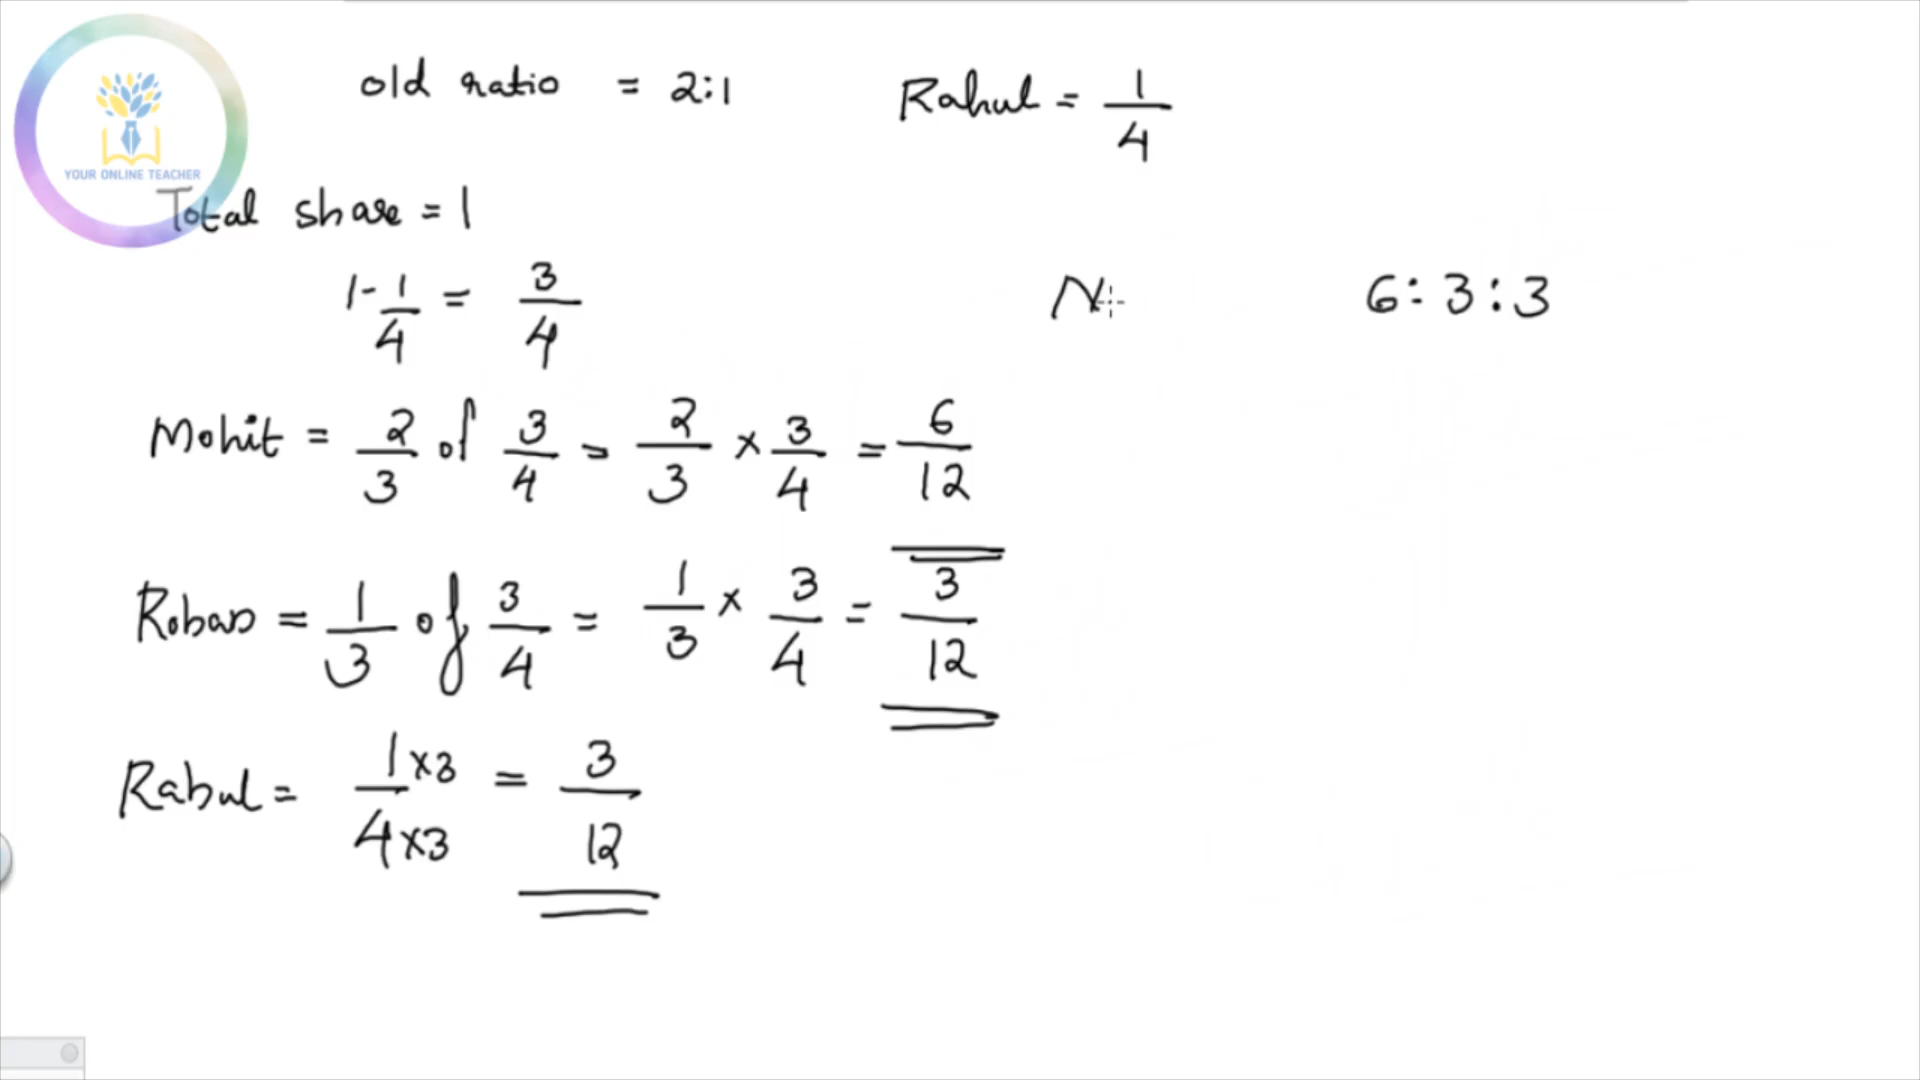 YOUR ONLINE TEACHER
old ratio = 2:1
Rahul = 1/4
Total share = 1
1 - 1/4 = 3/4
N
6 : 3 : 3
Mohit = 2/3 of 3/4 = 2/3 × 3/4 = 6/12
Rohan = 1/3 of 3/4 = 1/3 × 3/4 = 3/12
Rahul = 1×3/4×3 = 3/12